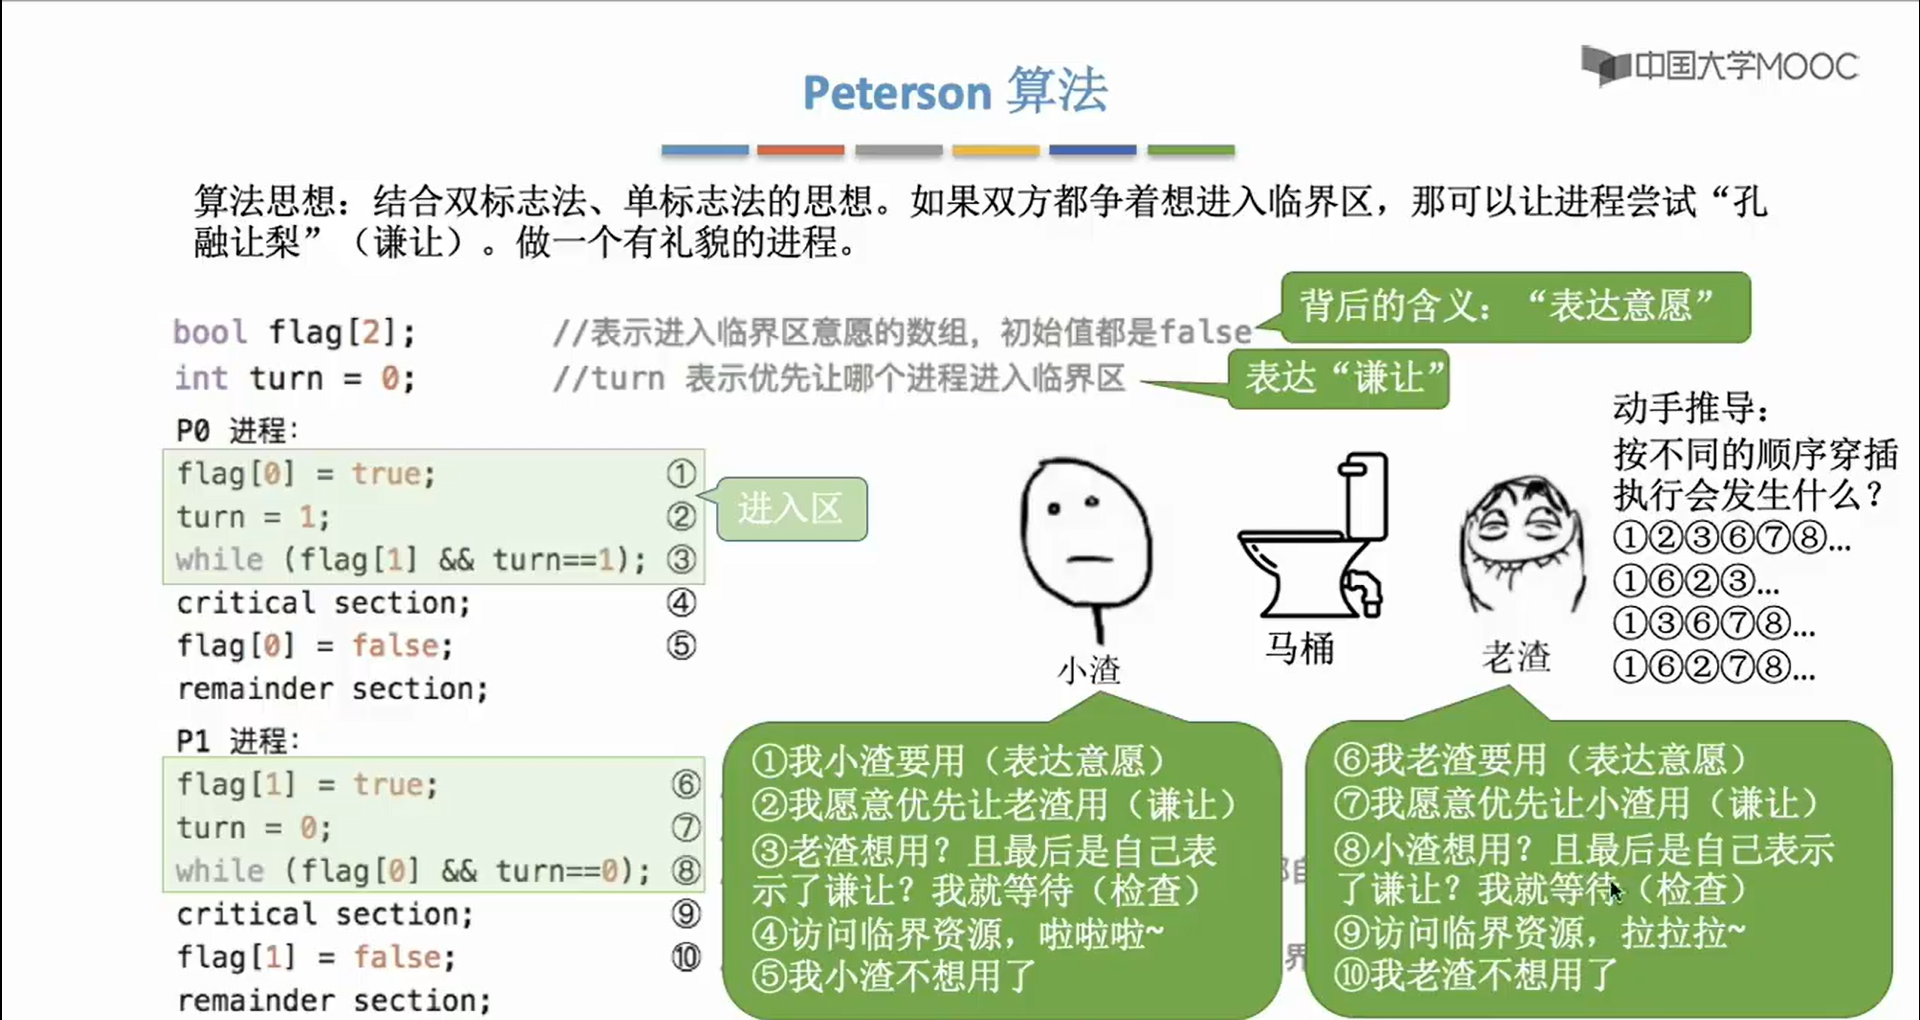 中国大学MOOC
Peterson 算法
算法思想：结合双标志法、单标志法的思想。如果双方都争着想进入临界区，那可以让进程尝试“孔
融让梨”（谦让）。做一个有礼貌的进程。
背后的含义：“表达意愿”
bool flag[2]; //表示进入临界区意愿的数组，初始值都是false
int turn = 0; //turn 表示优先让哪个进程进入临界区
表达“谦让”
P0 进程：
flag[0] = true; ①
turn = 1; ②
while (flag[1] && turn==1); ③
critical section; ④
flag[0] = false; ⑤
remainder section;
进入区
小渣
马桶
老渣
动手推导：
按不同的顺序穿插
执行会发生什么？
①②③⑥⑦⑧...
①⑥②③...
①③⑥⑦⑧...
①⑥②⑦⑧...
P1 进程：
flag[1] = true; ⑥
turn = 0; ⑦
while (flag[0] && turn==0); ⑧
critical section; ⑨
flag[1] = false; ⑩
remainder section;
①我小渣要用（表达意愿）
②我愿意优先让老渣用（谦让）
③老渣想用？且最后是自己表
示了谦让？我就等待（检查）
④访问临界资源，啦啦啦~
⑤我小渣不想用了
⑥我老渣要用（表达意愿）
⑦我愿意优先让小渣用（谦让）
⑧小渣想用？且最后是自己表示
了谦让？我就等待（检查）
⑨访问临界资源，拉拉拉~
⑩我老渣不想用了